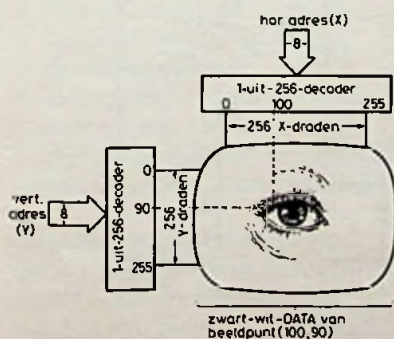 hor adres(X)
-8-
1-uit-256-decoder
0 100 255
256 X-draden
vert.
adres
(Y)
8
1-uit-256-decoder
0
90
255
256
Y-draden
zwart-wit-DATA van
beeldpunt(100,90)